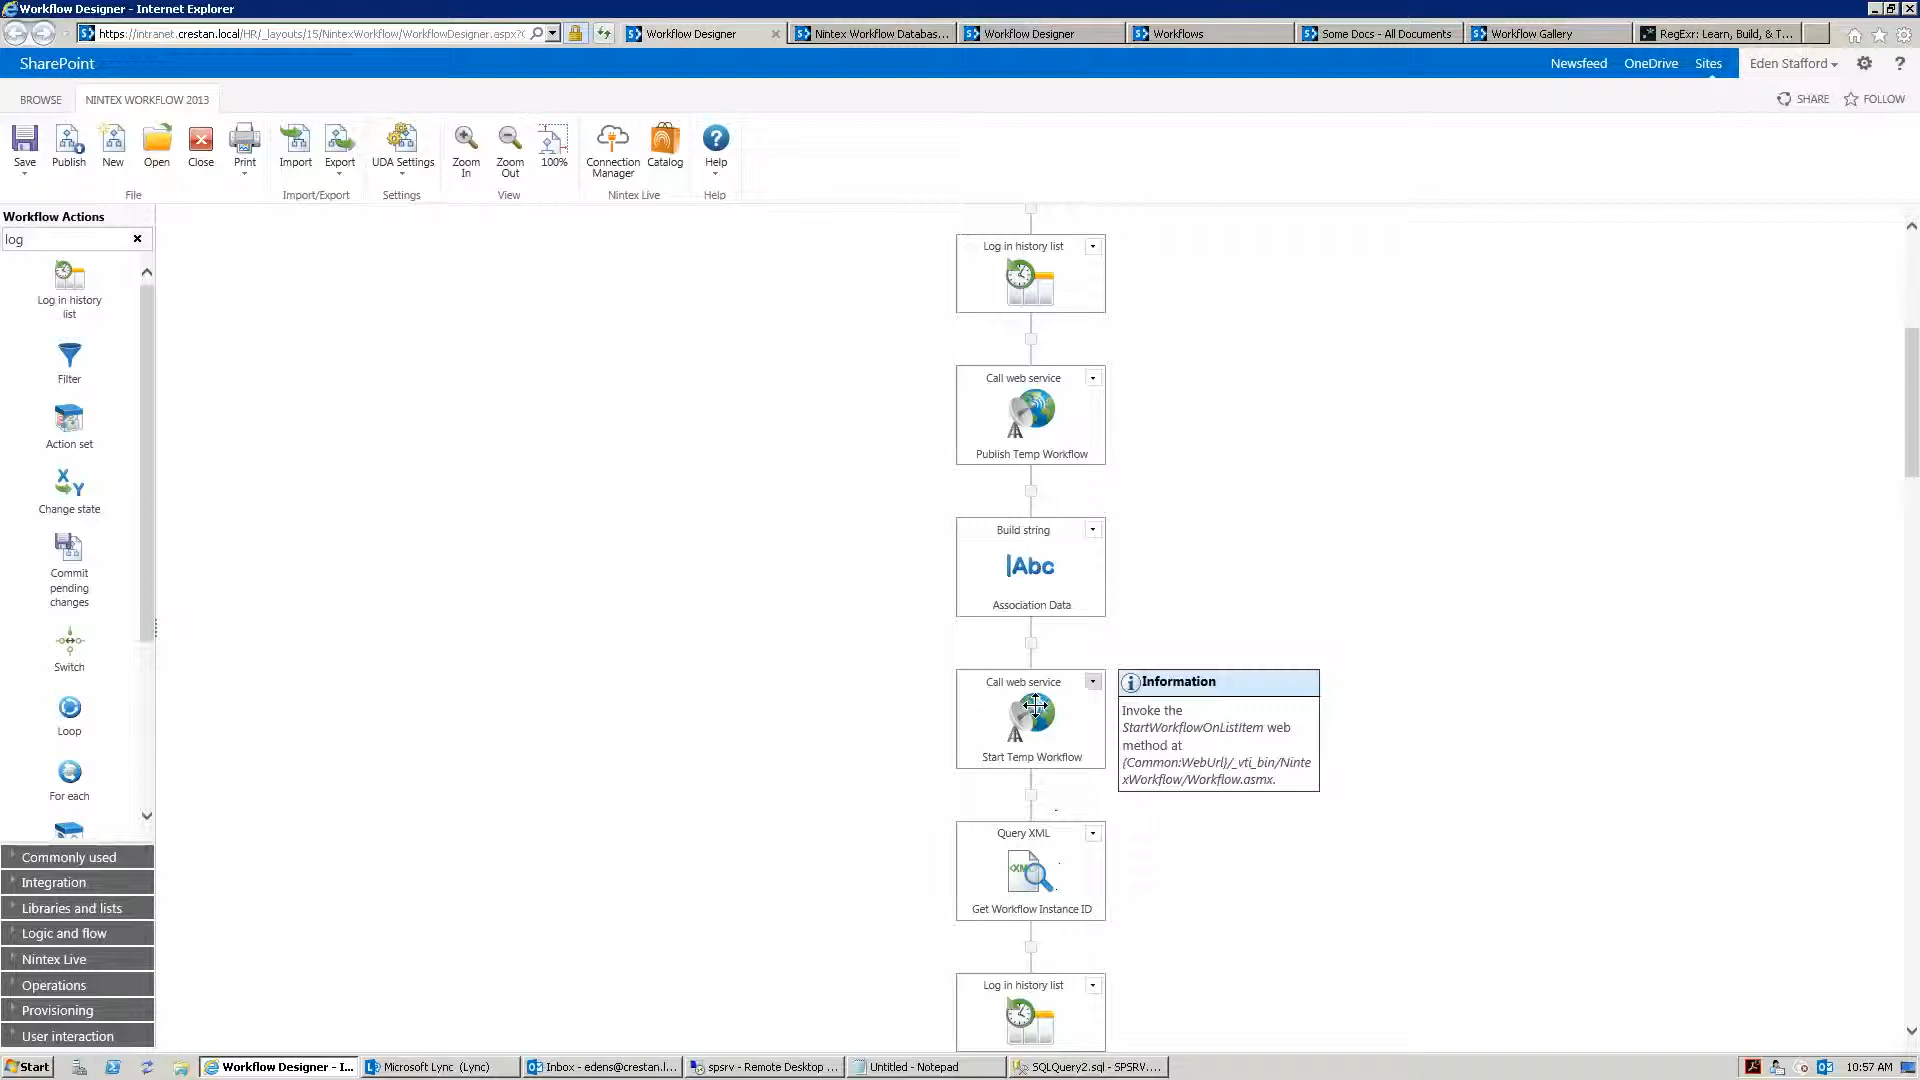 Workflow Designer - Internet Explorer
https://intranet.crestan.local/HR/_layouts/15/NintexWorkflow/WorkflowDesigner.aspx?
Workflow Designer
Nintex Workflow Databas...
Workflow Designer
Workflows
Some Docs - All Documents
Workflow Gallery
RegExr: Learn, Build, & T...
SharePoint
Newsfeed
OneDrive
Sites
Eden Stafford
?
BROWSE
NINTEX WORKFLOW 2013
SHARE
FOLLOW
Save
Publish
New
Open
Close
Print
Import
Export
UDA Settings
Zoom In
Zoom Out
100%
Connection Manager
Catalog
Help
File
Import/Export
Settings
View
Nintex Live
Help
Workflow Actions
log
Log in history
list
Filter
Action set
Change state
Commit
pending
changes
Switch
Loop
For each
Commonly used
Integration
Libraries and lists
Logic and flow
Nintex Live
Operations
Provisioning
User interaction
Log in history list
Call web service
Publish Temp Workflow
Build string
Abc
Association Data
Call web service
Start Temp Workflow
Information
Invoke the
StartWorkflowOnListItem web
method at
{Common:WebUrl}/_vti_bin/Ninte
xWorkflow/Workflow.asmx.
Query XML
Get Workflow Instance ID
Log in history list
Start
Workflow Designer - I...
Microsoft Lync (Lync)
Inbox - edens@crestan.l...
spsrv - Remote Desktop ...
Untitled - Notepad
SQLQuery2.sql - SPSRV....
10:57 AM